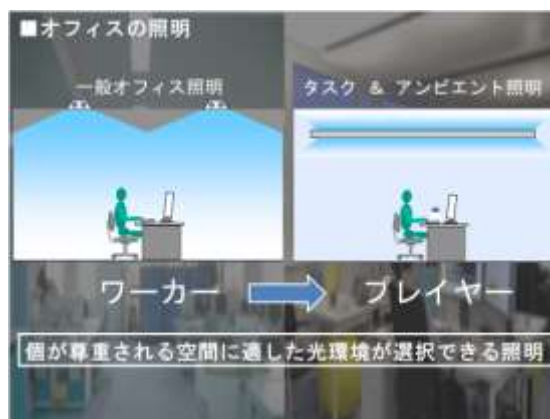 ■オフィスの照明
一般オフィス照明
タスク & アンビエント照明
ワーカー
プレイヤー
個が尊重される空間に適した光環境が選択できる照明